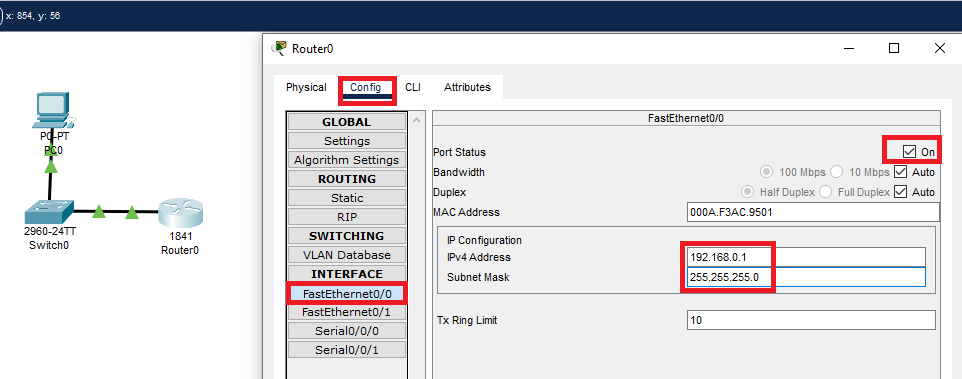 x: 854, y: 56
Router0
Physical Config CLI Attributes
GLOBAL
Settings
Algorithm Settings
ROUTING
Static
RIP
SWITCHING
VLAN Database
INTERFACE
FastEthernet0/0
FastEthernet0/1
Serial0/0/0
Serial0/0/1
FastEthernet0/0
Port Status On
Bandwidth 100 Mbps 10 Mbps Auto
Duplex Half Duplex Full Duplex Auto
MAC Address 000A.F3AC.9501
IP Configuration
IPv4 Address 192.168.0.1
Subnet Mask 255.255.255.0
Tx Ring Limit 10
PC-PT
PC0
2960-24TT
Switch0
1841
Router0